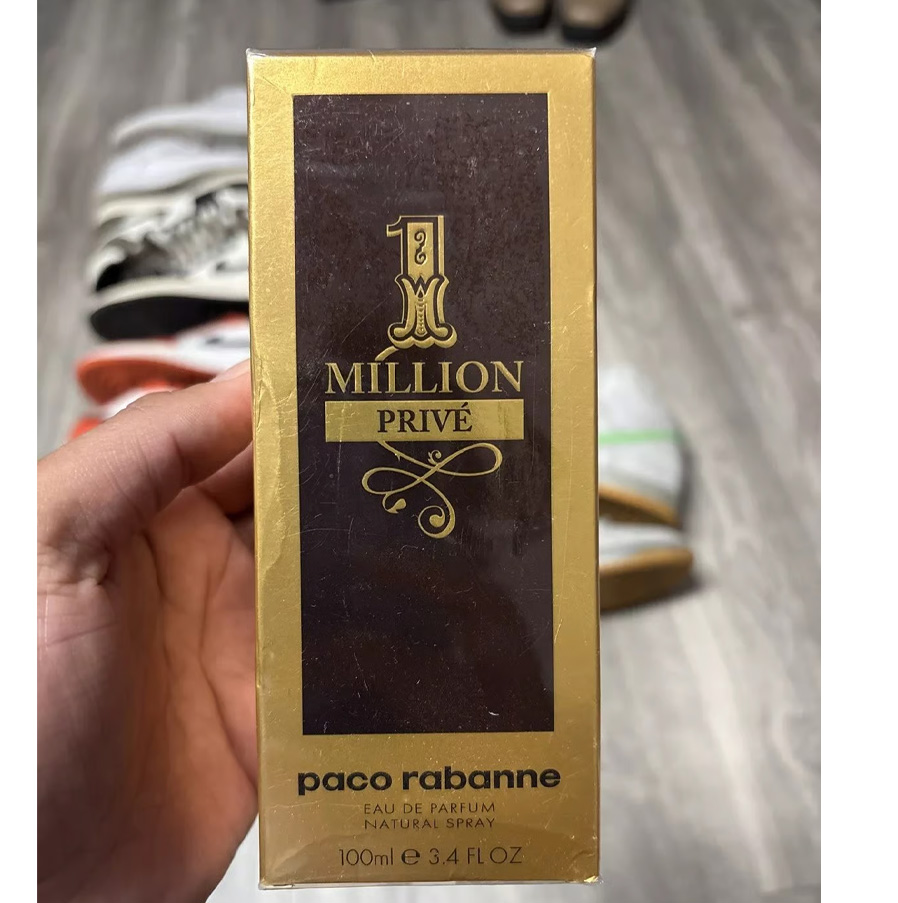 1
MILLION
PRIVÉ
paco rabanne
EAU DE PARFUM
NATURAL SPRAY
100ml ℮ 3.4 FL OZ